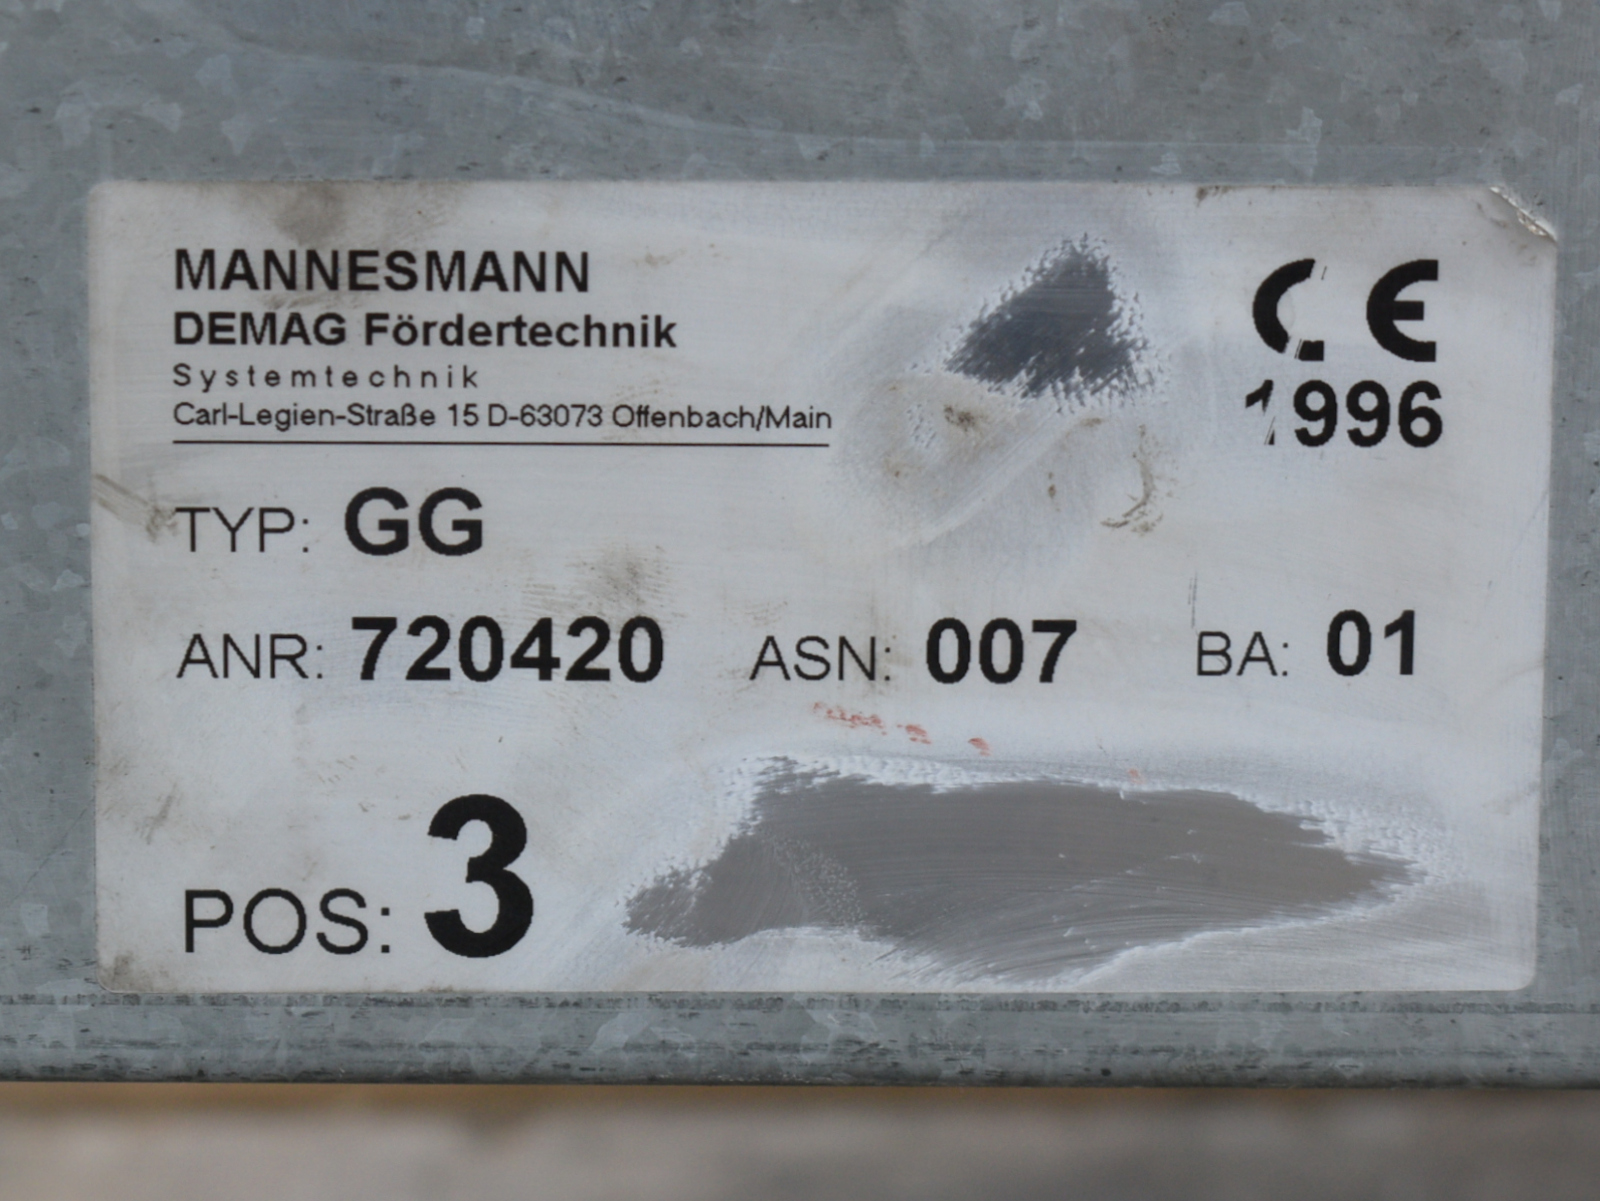 MANNESMANN
DEMAG Fördertechnik
Systemtechnik
Carl-Legien-Straße 15 D-63073 Offenbach/Main
CE
1996
TYP: GG
ANR: 720420 ASN: 007 BA: 01
POS: 3